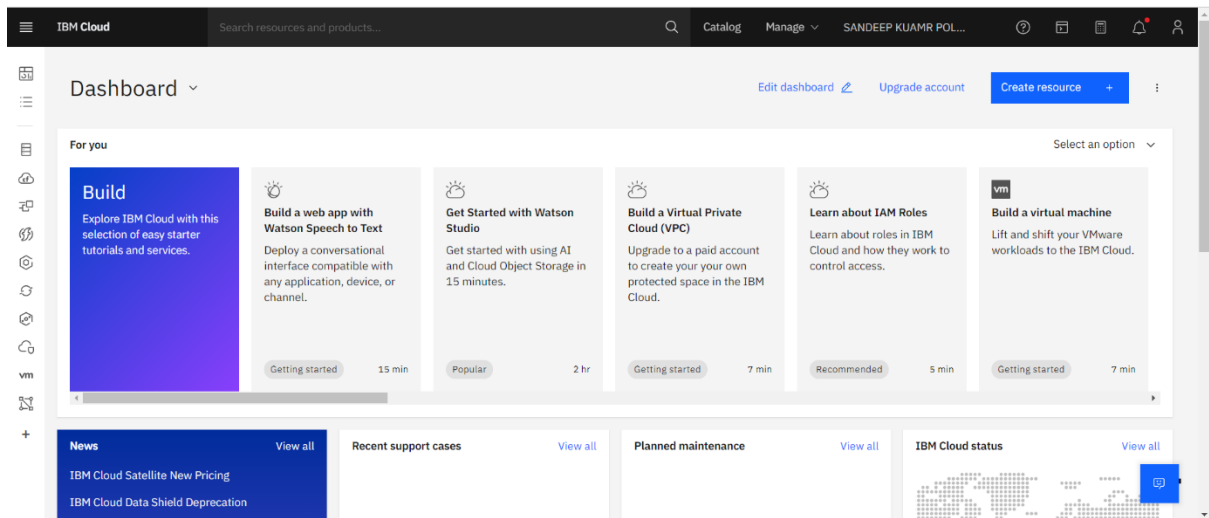 IBM Cloud
Search resources and products...
Catalog
Manage
SANDEEP KUAMR POL...
Dashboard
Edit dashboard
Upgrade account
Create resource +
For you
Select an option
Build
Explore IBM Cloud with this
selection of easy starter
tutorials and services.
Build a web app with
Watson Speech to Text
Deploy a conversational
interface compatible with
any application, device, or
channel.
Getting started
15 min
Get Started with Watson
Studio
Get started with using AI
and Cloud Object Storage in
15 minutes.
Popular
2 hr
Build a Virtual Private
Cloud (VPC)
Upgrade to a paid account
to create your your own
protected space in the IBM
Cloud.
Getting started
7 min
Learn about IAM Roles
Learn about roles in IBM
Cloud and how they work to
control access.
Recommended
5 min
vm
Build a virtual machine
Lift and shift your VMware
workloads to the IBM Cloud.
Getting started
7 min
vm
News
View all
IBM Cloud Satellite New Pricing
IBM Cloud Data Shield Deprecation
Recent support cases
View all
Planned maintenance
View all
IBM Cloud status
View all